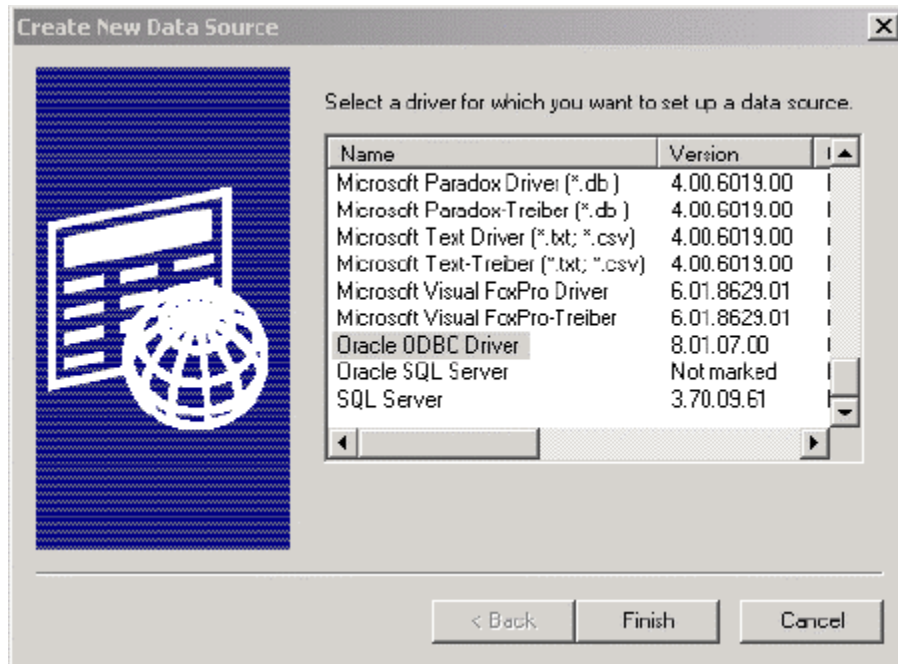 Create New Data Source
Select a driver for which you want to set up a data source.
Name Version
Microsoft Paradox Driver (*.db ) 4.00.6019.00
Microsoft Paradox-Treiber (*.db ) 4.00.6019.00
Microsoft Text Driver (*.txt; *.csv) 4.00.6019.00
Microsoft Text-Treiber (*.txt; *.csv) 4.00.6019.00
Microsoft Visual FoxPro Driver 6.01.8629.01
Microsoft Visual FoxPro-Treiber 6.01.8629.01
Oracle ODBC Driver 8.01.07.00
Oracle SQL Server Not marked
SQL Server 3.70.09.61
< Back Finish Cancel